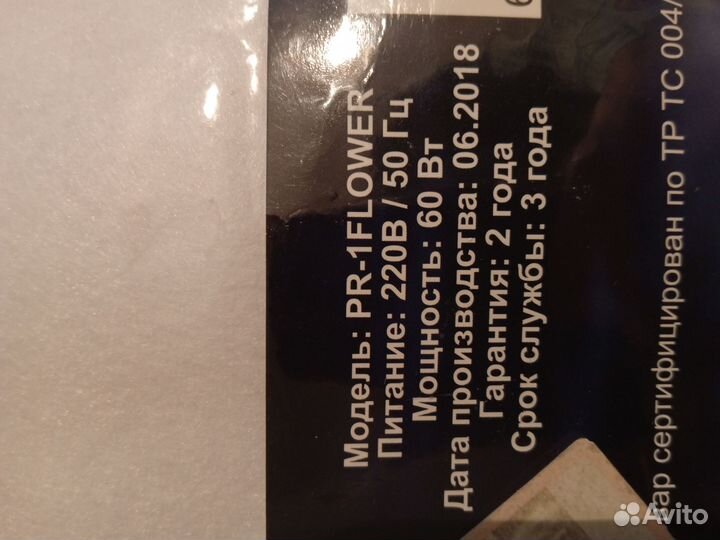 Модель: PR-1FLOWER
Питание: 220В / 50 Гц
Мощность: 60 Вт
Дата производства: 06.2018
Гарантия: 2 года
Срок службы: 3 года
сертифицирован по ТР ТС 004/
Avito